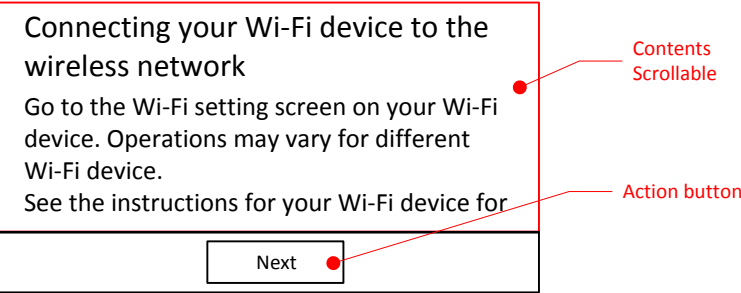 Connecting your Wi-Fi device to the
wireless network
Go to the Wi-Fi setting screen on your Wi-Fi
device. Operations may vary for different
Wi-Fi device.
See the instructions for your Wi-Fi device for
Next
Contents
Scrollable
Action button